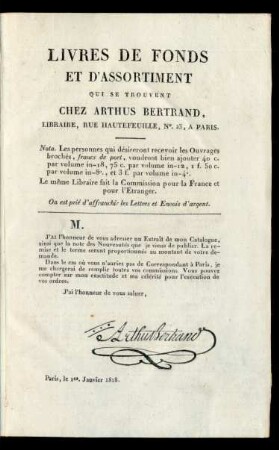 LIVRES DE FONDS
ET D'ASSORTIMENT
QUI SE TROUVENT
CHEZ ARTHUS BERTRAND,
LIBRAIRE, RUE HAUTEFEUILLE, No. 23, A PARIS.
Nota. Les personnes qui désireront recevoir les Ouvrages
brochés, francs de port, voudront bien ajouter 40 c.
par volume in-18, 75 c. par volume in-12, 1 f. 50 c.
par volume in-8o., et 3 f. par volume in-4o.
Le même Libraire fait la Commission pour la France et
pour l'Étranger.
On est prié d'affranchir les Lettres et Envois d'argent.
M.
J'ai l'honneur de vous adresser un Extrait de mon Catalogue,
ainsi que la note des Nouveautés que je viens de publier. La re-
mise et le terme seront proportionnés au montant de votre de-
mande.
Dans le cas où vous n'auriez pas de Correspondant à Paris, je
me chargerai de remplir toutes vos commissions. Vous pouvez
compter sur mon exactitude et ma célérité pour l'exécution de
vos ordres.
J'ai l'honneur de vous saluer,
Arthus Bertrand
Paris, le 1er. Janvier 1818.